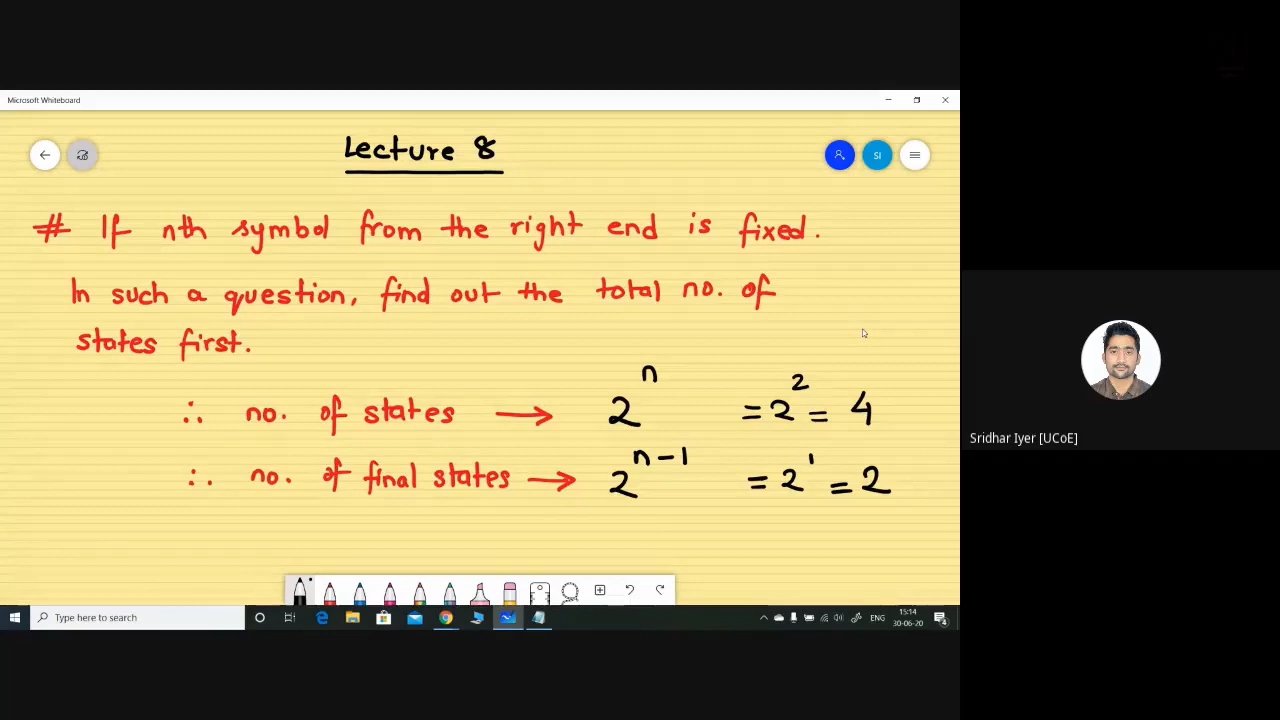 Microsoft Whiteboard
Lecture 8
SI
# If nth symbol from the right end is fixed.
In such a question, find out the total no. of
states first.
∴ no. of states → 2^n = 2^2 = 4
∴ no. of final states → 2^n-1 = 2^1 = 2
Sridhar Iyer [UCoE]
Type here to search
ENG
15:14
30-06-20
4